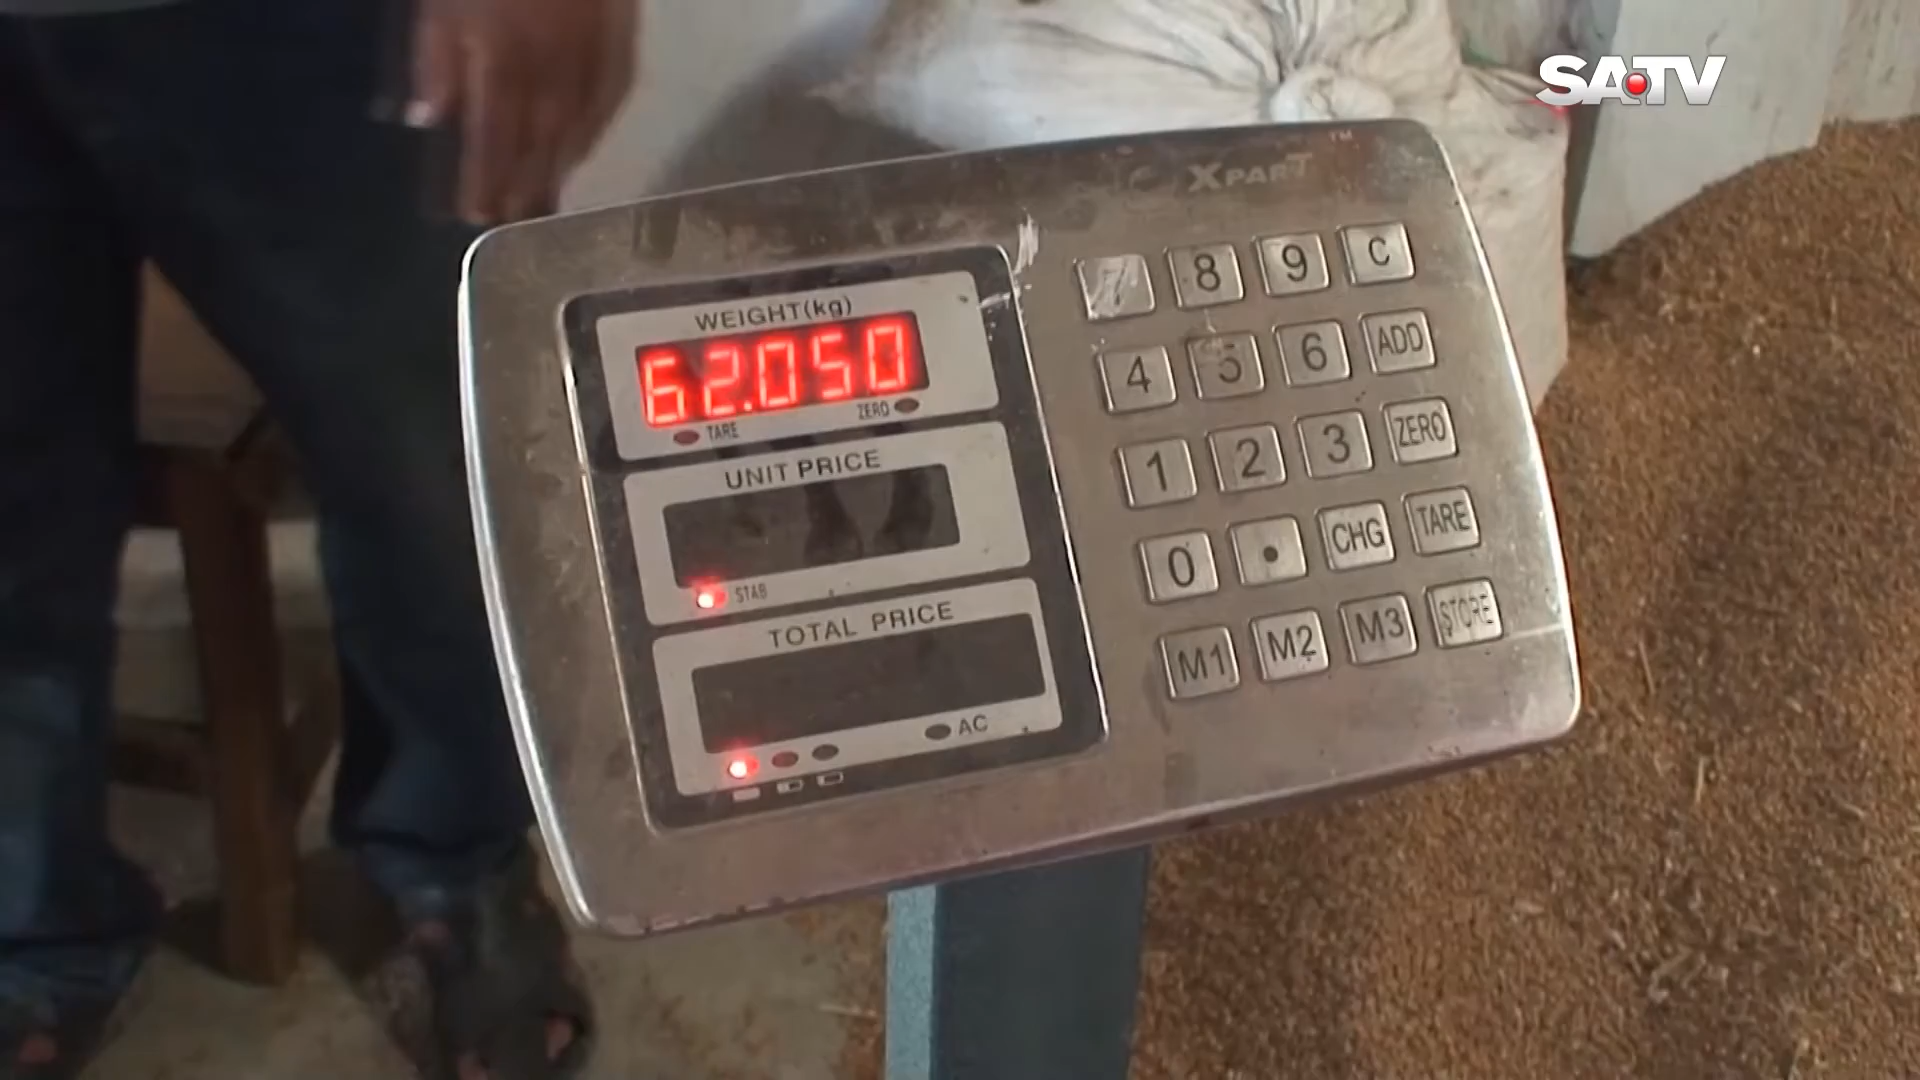 SATV
XPART TM
WEIGHT(kg)
62.050
ZERO
TARE
UNIT PRICE
STAB
TOTAL PRICE
AC
7 8 9 C
4 5 6 ADD
1 2 3 ZERO
0 . CHG TARE
M1 M2 M3 STORE